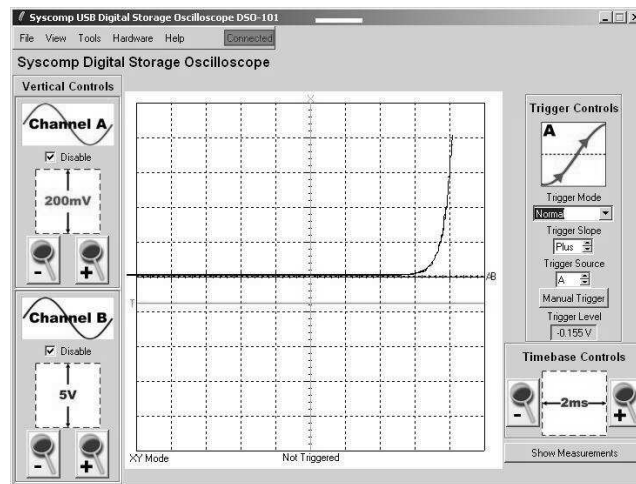 Syscomp USB Digital Storage Oscilloscope DSO-101
File View Tools Hardware Help Connected
Syscomp Digital Storage Oscilloscope
Vertical Controls
Channel A
Disable
200mV
- +
Channel B
Disable
5V
- +
T
AB
XY Mode
Not Triggered
Trigger Controls
A
Trigger Mode
Normal
Trigger Slope
Plus
Trigger Source
A
Manual Trigger
Trigger Level
-0.155 V
Timebase Controls
- 2ms +
Show Measurements